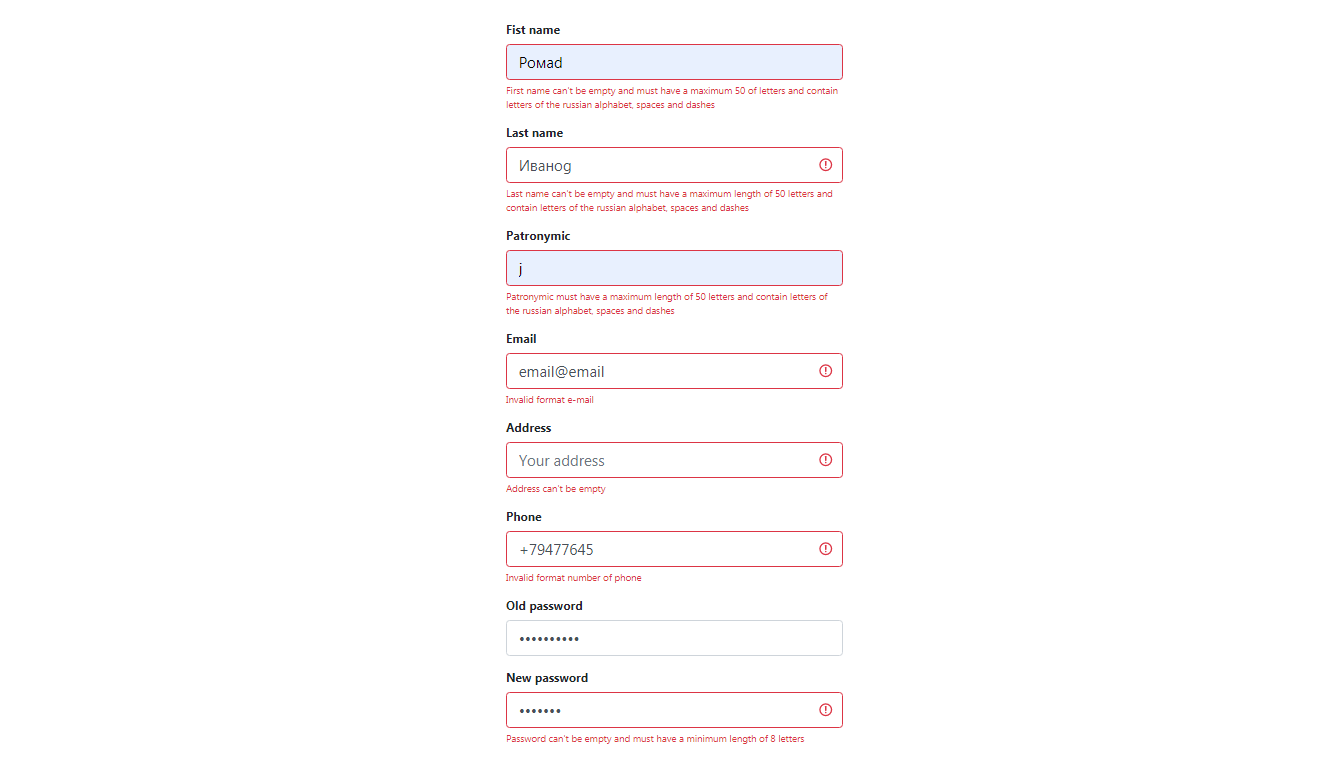 Fist name
Ромаd
First name can't be empty and must have a maximum 50 of letters and contain
letters of the russian alphabet, spaces and dashes
Last name
Иваноg
Last name can't be empty and must have a maximum length of 50 letters and
contain letters of the russian alphabet, spaces and dashes
Patronymic
j
Patronymic must have a maximum length of 50 letters and contain letters of
the russian alphabet, spaces and dashes
Email
email@email
Invalid format e-mail
Address
Your address
Address can't be empty
Phone
+79477645
Invalid format number of phone
Old password
••••••••••
New password
•••••••
Password can't be empty and must have a minimum length of 8 letters